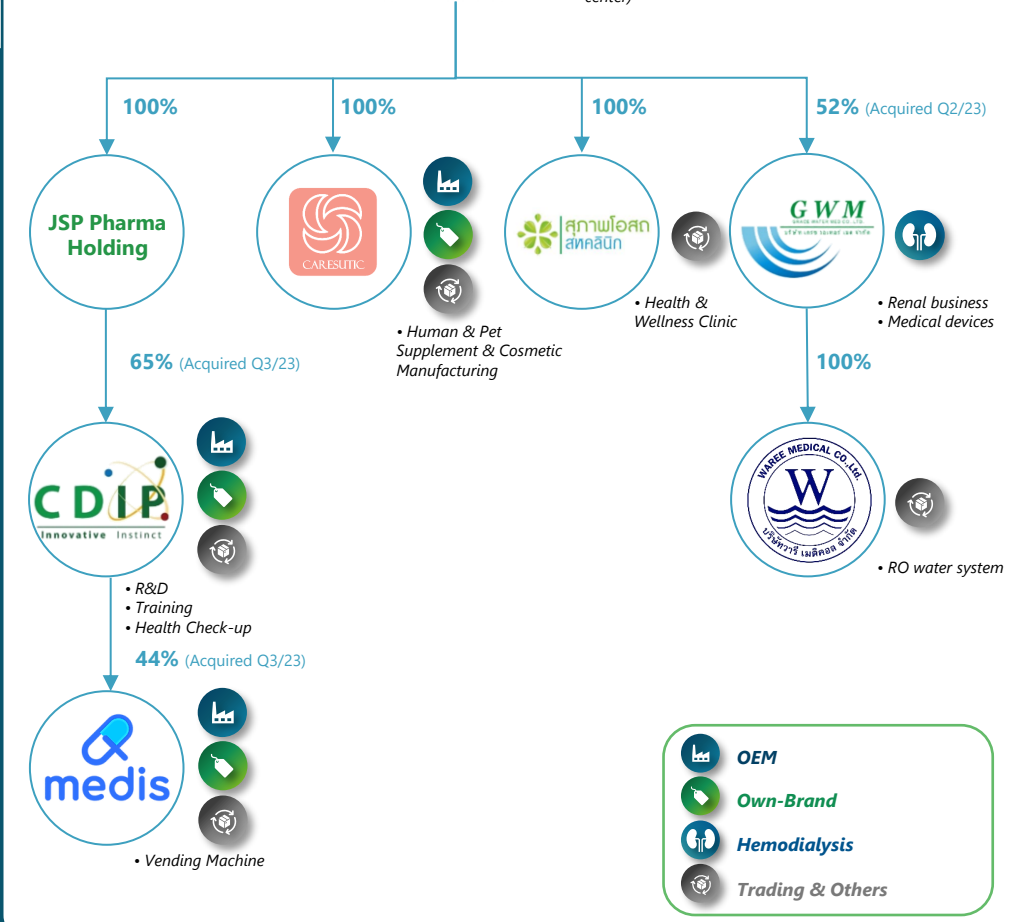 center)
100%
100%
100%
52% (Acquired Q2/23)
JSP Pharma
Holding
CARESUTIC
สุภาพโอสถ
สหคลินิก
GWM
• Human & Pet
Supplement & Cosmetic
Manufacturing
• Health &
Wellness Clinic
• Renal business
• Medical devices
65% (Acquired Q3/23)
100%
CDIP
Innovative Instinct
WAREE MEDICAL CO.,Ltd.
W
บริษัทวารี เมดิคอล จำกัด
• R&D
• Training
• Health Check-up
• RO water system
44% (Acquired Q3/23)
medis
• Vending Machine
OEM
Own-Brand
Hemodialysis
Trading & Others